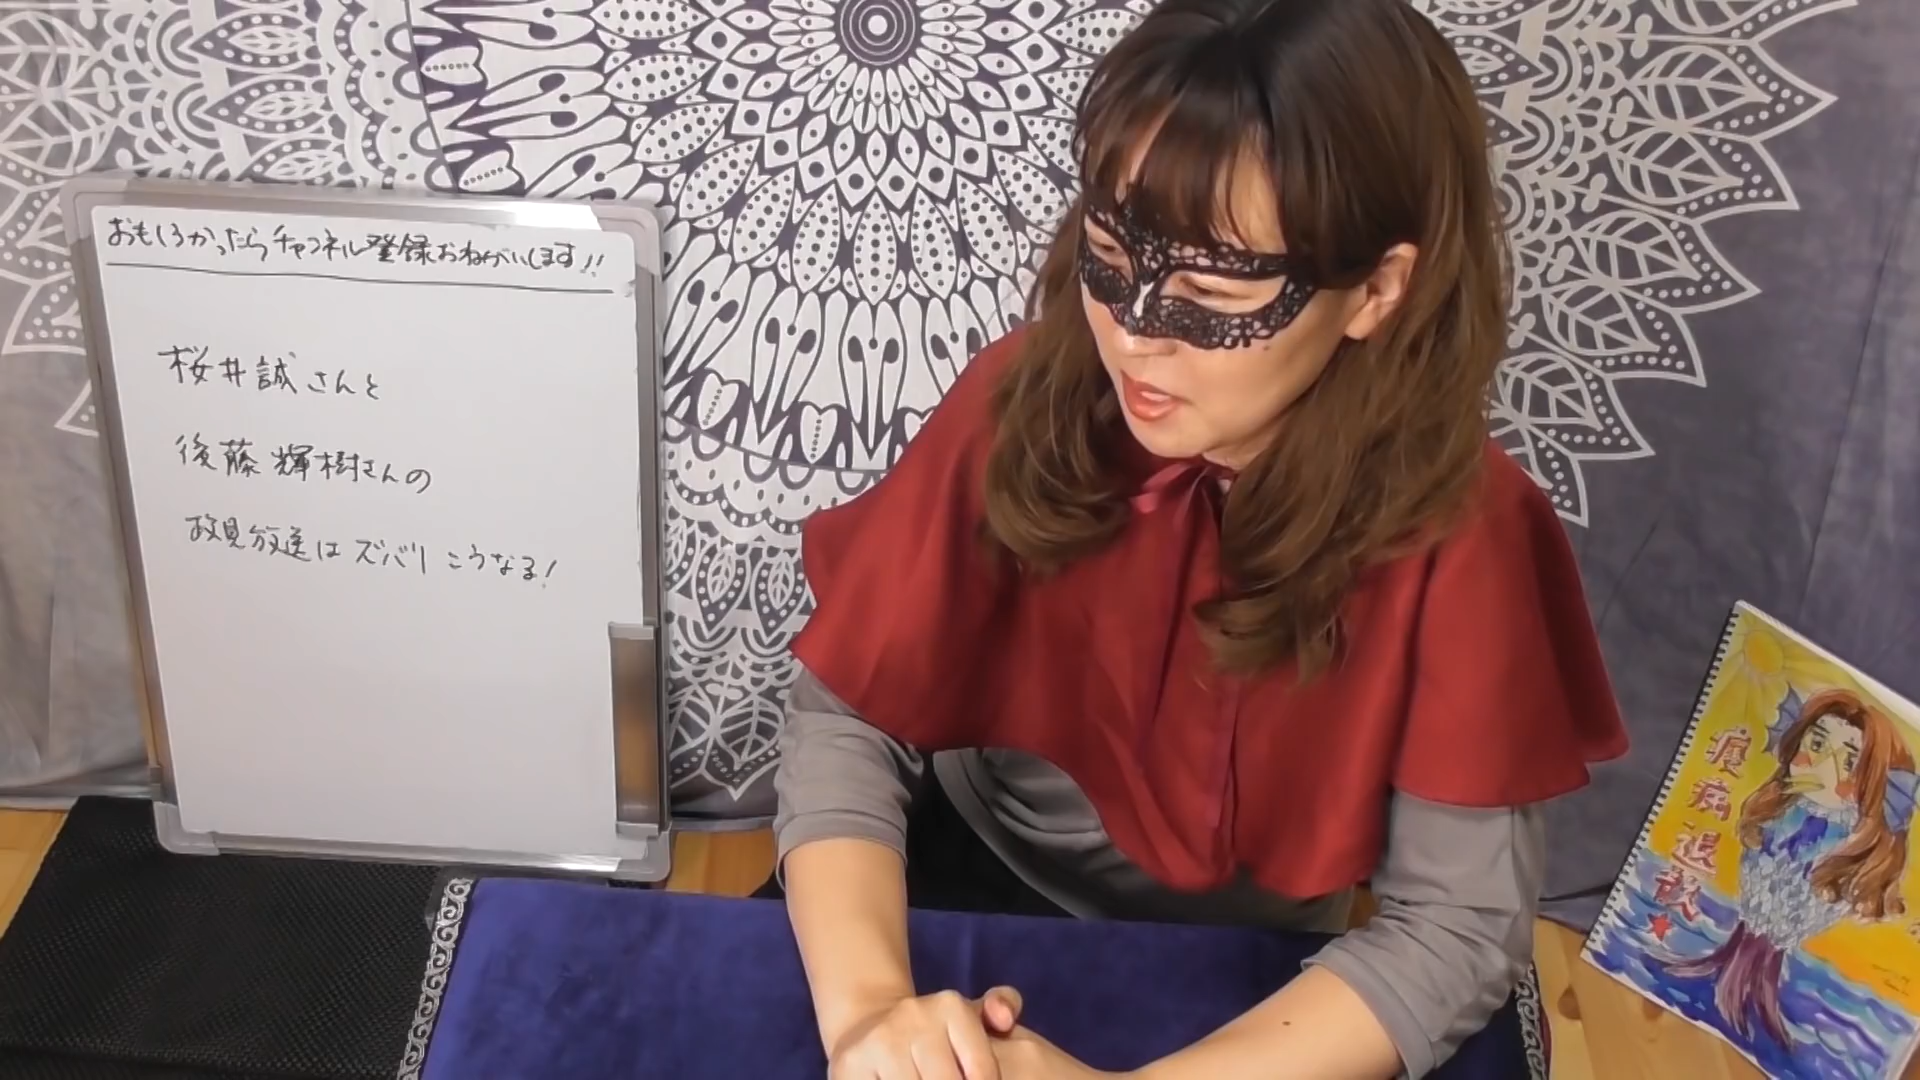 おもしろかったらチャンネル登録おねがいします!!
桜井誠さんと
後藤輝樹さんの
政見放送はズバリこうなる!
疫病退散★